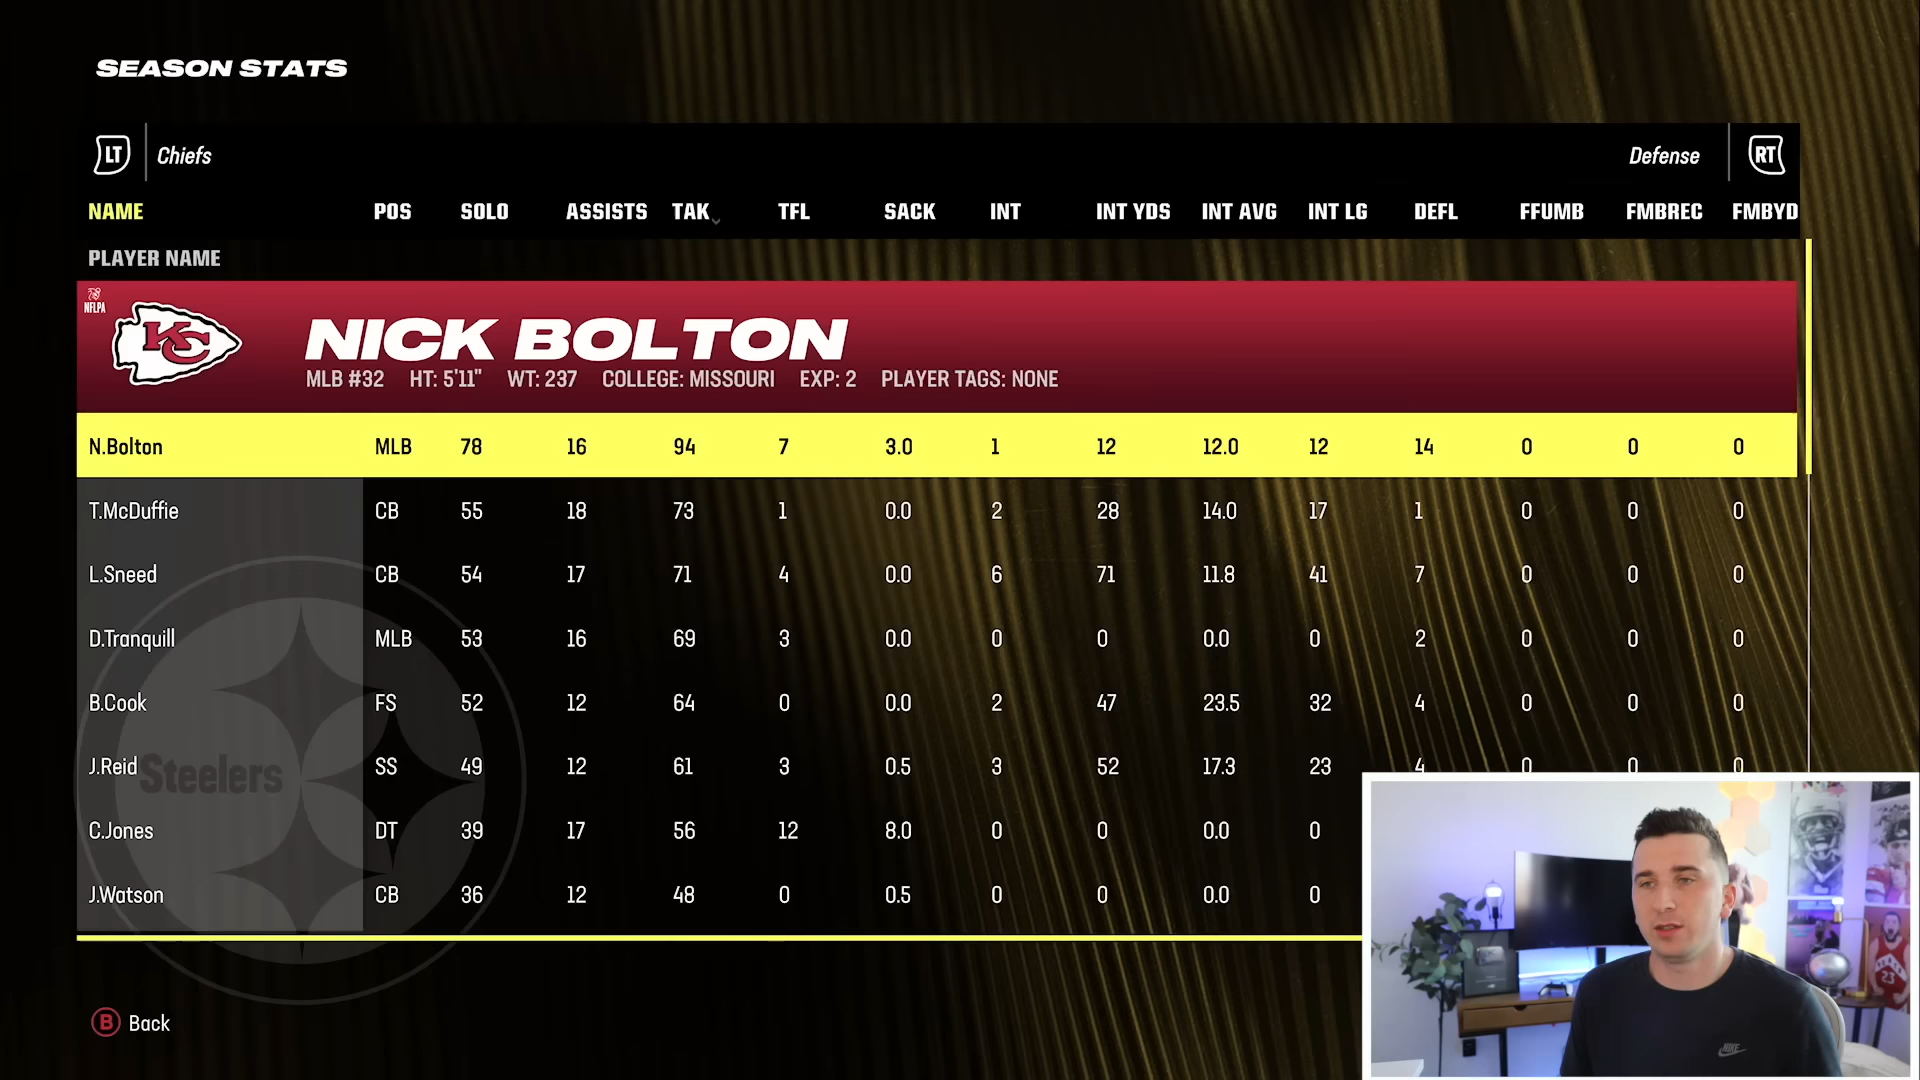 SEASON STATS
LT Chiefs Defense RT
NAME POS SOLO ASSISTS TAK TFL SACK INT INT YDS INT AVG INT LG DEFL FFUMB FMBREC FMBYD
PLAYER NAME
NFLPA
KC
NICK BOLTON
MLB #32 HT: 5'11" WT: 237 COLLEGE: MISSOURI EXP: 2 PLAYER TAGS: NONE
N.Bolton MLB 78 16 94 7 3.0 1 12 12.0 12 14 0 0 0
T.McDuffie CB 55 18 73 1 0.0 2 28 14.0 17 1 0 0 0
L.Sneed CB 54 17 71 4 0.0 6 71 11.8 41 7 0 0 0
D.Tranquill MLB 53 16 69 3 0.0 0 0 0.0 0 2 0 0 0
B.Cook FS 52 12 64 0 0.0 2 47 23.5 32 4 0 0 0
J.Reid SS 49 12 61 3 0.5 3 52 17.3 23 4 0 0 0
Steelers
C.Jones DT 39 17 56 12 8.0 0 0 0.0 0
J.Watson CB 36 12 48 0 0.5 0 0 0.0 0
B Back
NIKE
23